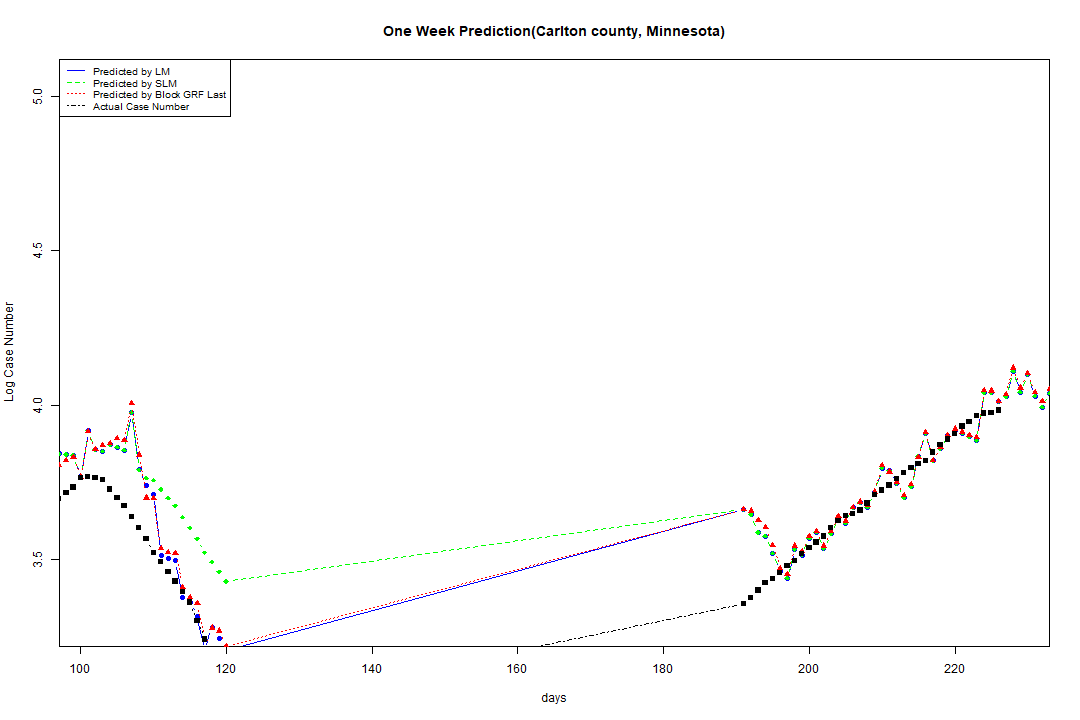 One Week Prediction(Carlton county, Minnesota)
Predicted by LM
Predicted by SLM
Predicted by Block GRF Last
Actual Case Number
5.0
4.5
4.0
3.5
Log Case Number
100 120 140 160 180 200 220
days